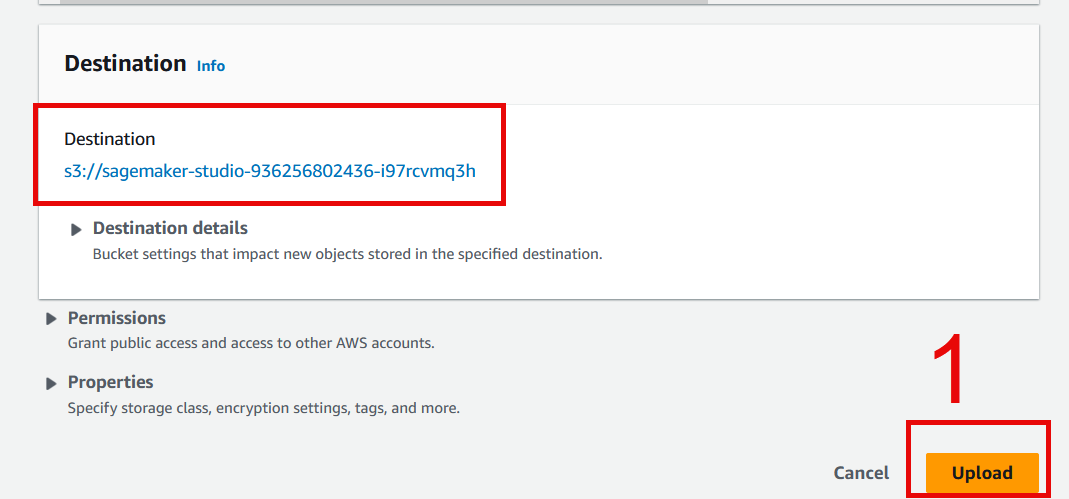 Destination Info
Destination
s3://sagemaker-studio-936256802436-i97rcvmq3h
Destination details
Bucket settings that impact new objects stored in the specified destination.
Permissions
Grant public access and access to other AWS accounts.
Properties
Specify storage class, encryption settings, tags, and more.
1
Cancel Upload